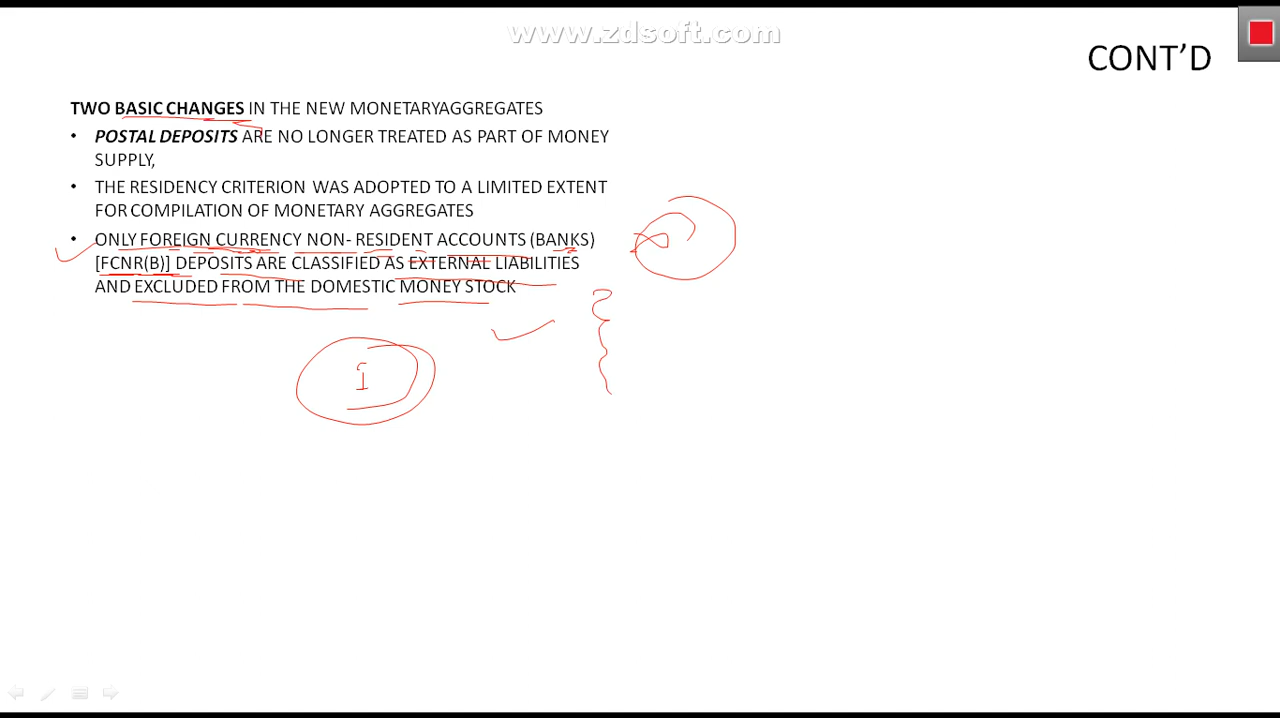 www.zdsoft.com
CONT’D
TWO BASIC CHANGES IN THE NEW MONETARYAGGREGATES
• POSTAL DEPOSITS ARE NO LONGER TREATED AS PART OF MONEY
SUPPLY,
• THE RESIDENCY CRITERION WAS ADOPTED TO A LIMITED EXTENT
FOR COMPILATION OF MONETARY AGGREGATES
• ONLY FOREIGN CURRENCY NON- RESIDENT ACCOUNTS (BANKS)
[FCNR(B)] DEPOSITS ARE CLASSIFIED AS EXTERNAL LIABILITIES
AND EXCLUDED FROM THE DOMESTIC MONEY STOCK
I